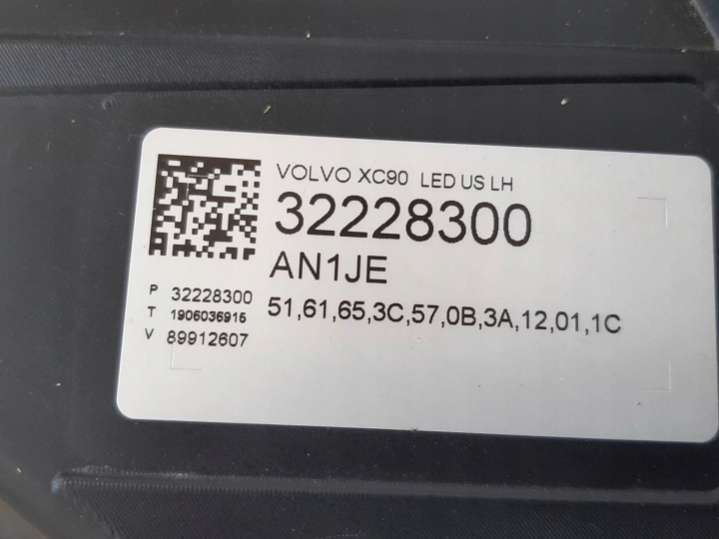 VOLVO XC90 LED US LH
32228300
AN1JE
51,61,65,3C,57,0B,3A,12,01,1C
P 32228300
T 1906036915
V 89912607